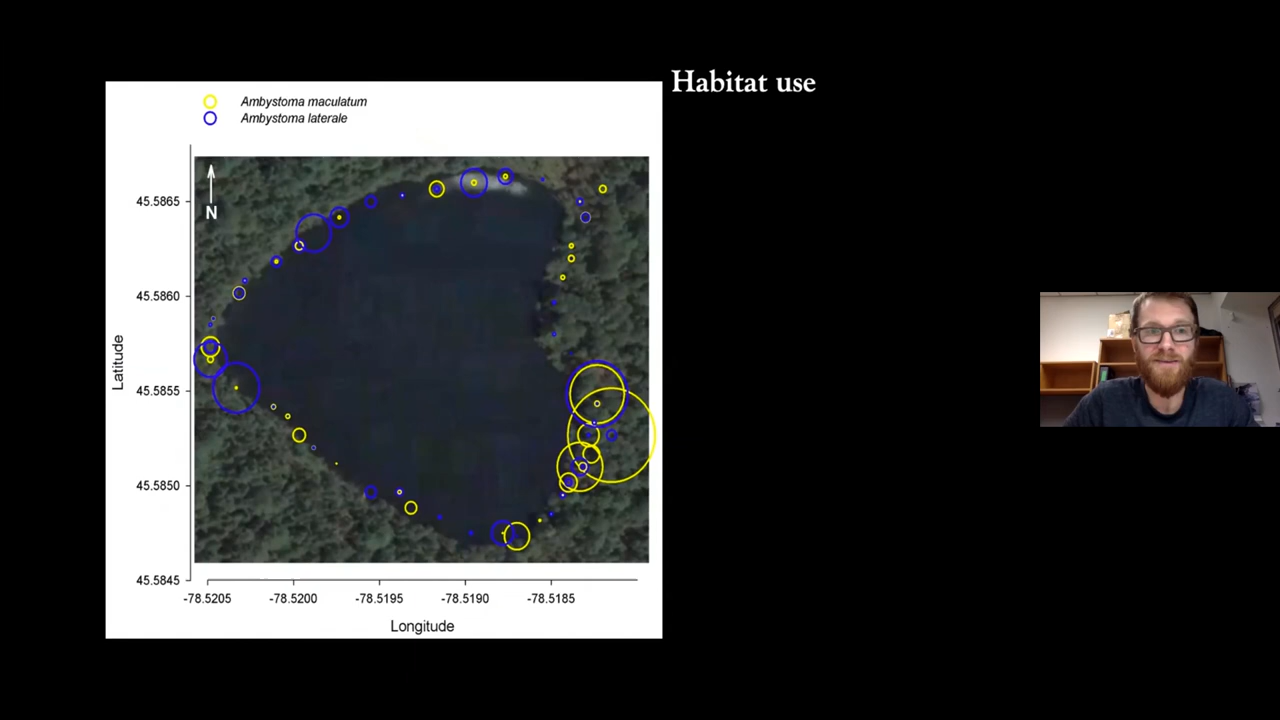 Habitat use
Ambystoma maculatum
Ambystoma laterale
N
45.5865
45.5860
45.5855
45.5850
45.5845
Latitude
-78.5205
-78.5200
-78.5195
-78.5190
-78.5185
Longitude